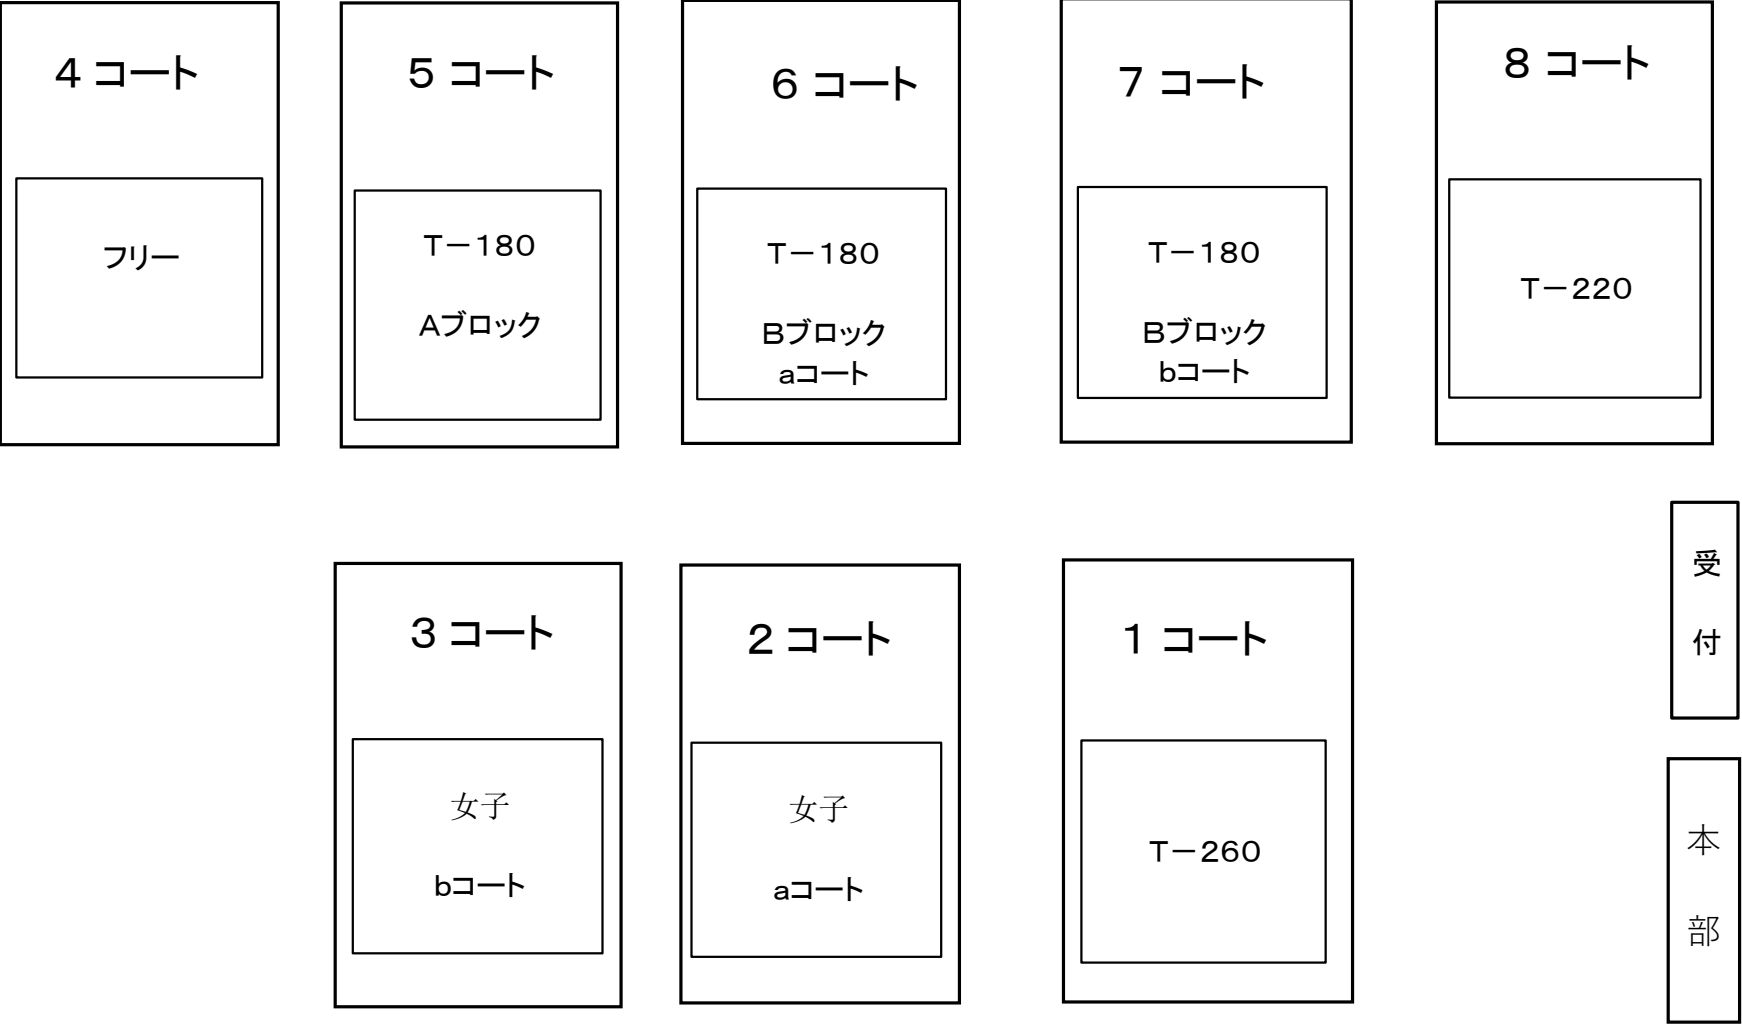 4 コート
フリー
5 コート
T－180
Aブロック
6 コート
T－180
Bブロック
aコート
7 コート
T－180
Bブロック
bコート
8 コート
T－220
3 コート
女子
bコート
2 コート
女子
aコート
1 コート
T－260
受
付
本
部